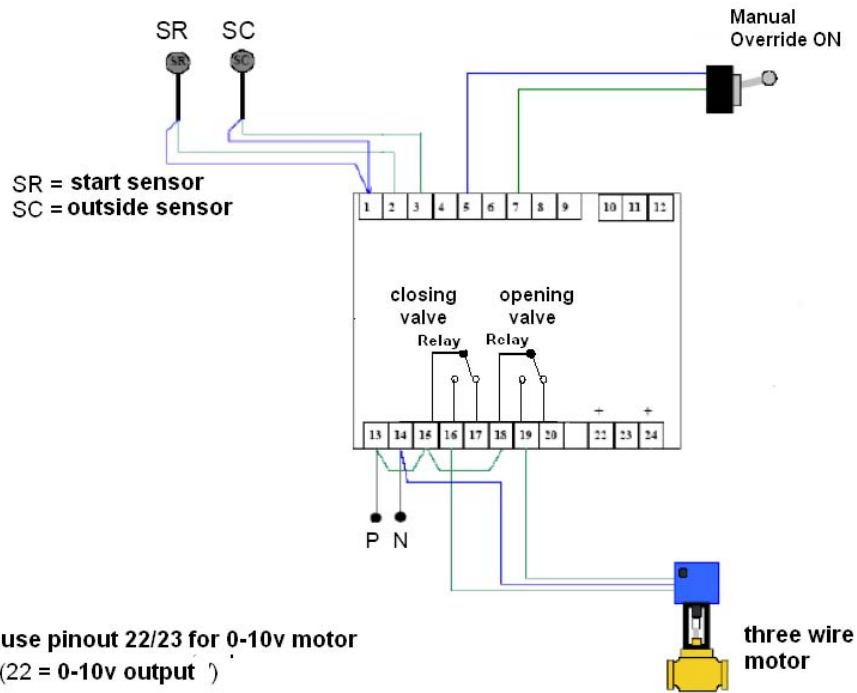 SR
SC
Manual
Override ON
SR
SC
SR = start sensor
SC = outside sensor
1 2 3 4 5 6 7 8 9 10 11 12
closing
valve
opening
valve
Relay
Relay
+ +
13 14 15 16 17 18 19 20 22 23 24
P N
use pinout 22/23 for 0-10v motor
(22 = 0-10v output )
three wire
motor